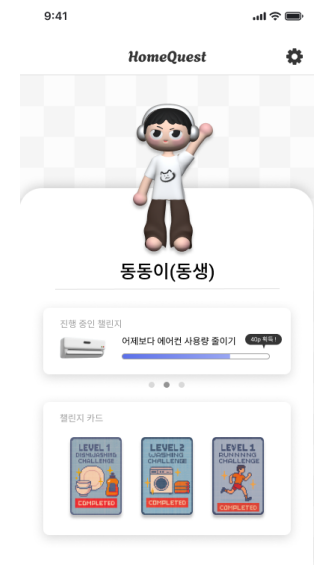 9:41
HomeQuest
동동이(동생)
진행 중인 챌린지
어제보다 에어컨 사용량 줄이기
40p 획득 !
챌린지 카드
LEVEL 1
DISHWASHING
CHALLENGE
COMPLETED
LEVEL 2
WASHING
CHALLENGE
COMPLETED
LEVEL 1
RUNNNING
CHALLENGE
COMPLETED